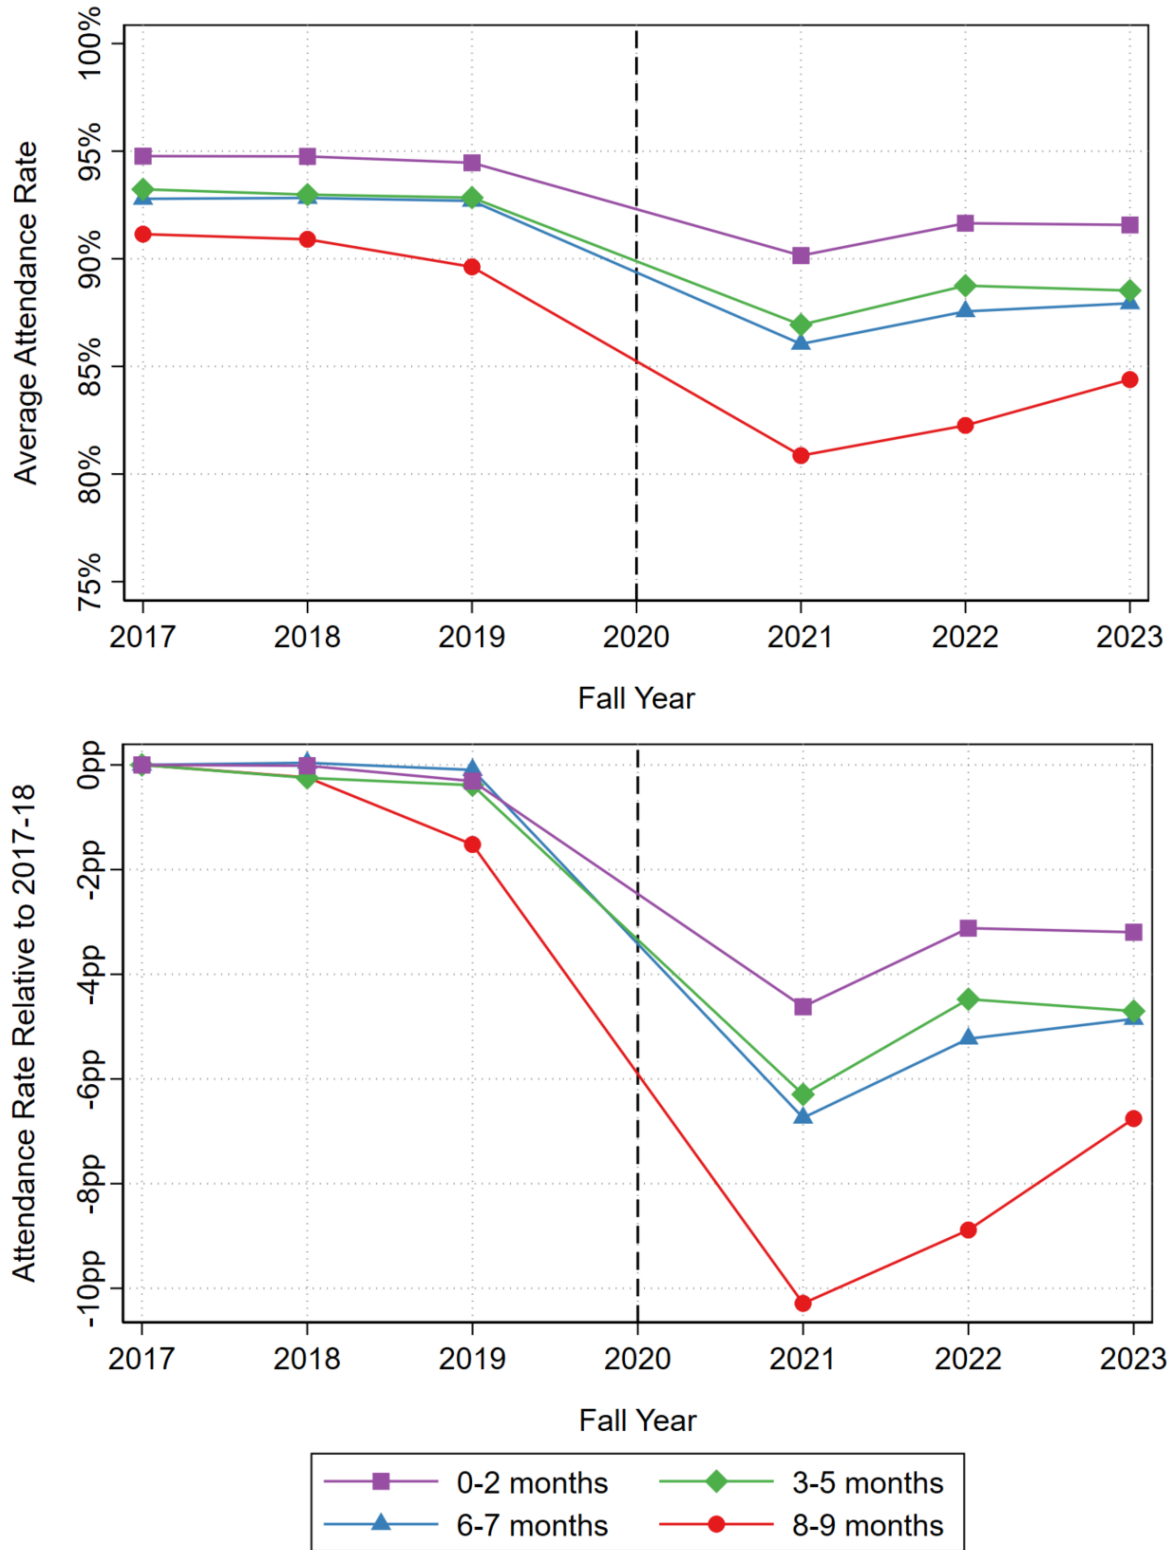 Average Attendance Rate
100%
95%
90%
85%
80%
75%
2017 2018 2019 2020 2021 2022 2023
Fall Year
Attendance Rate Relative to 2017-18
0pp
-2pp
-4pp
-6pp
-8pp
-10pp
2017 2018 2019 2020 2021 2022 2023
Fall Year
0-2 months 3-5 months
6-7 months 8-9 months